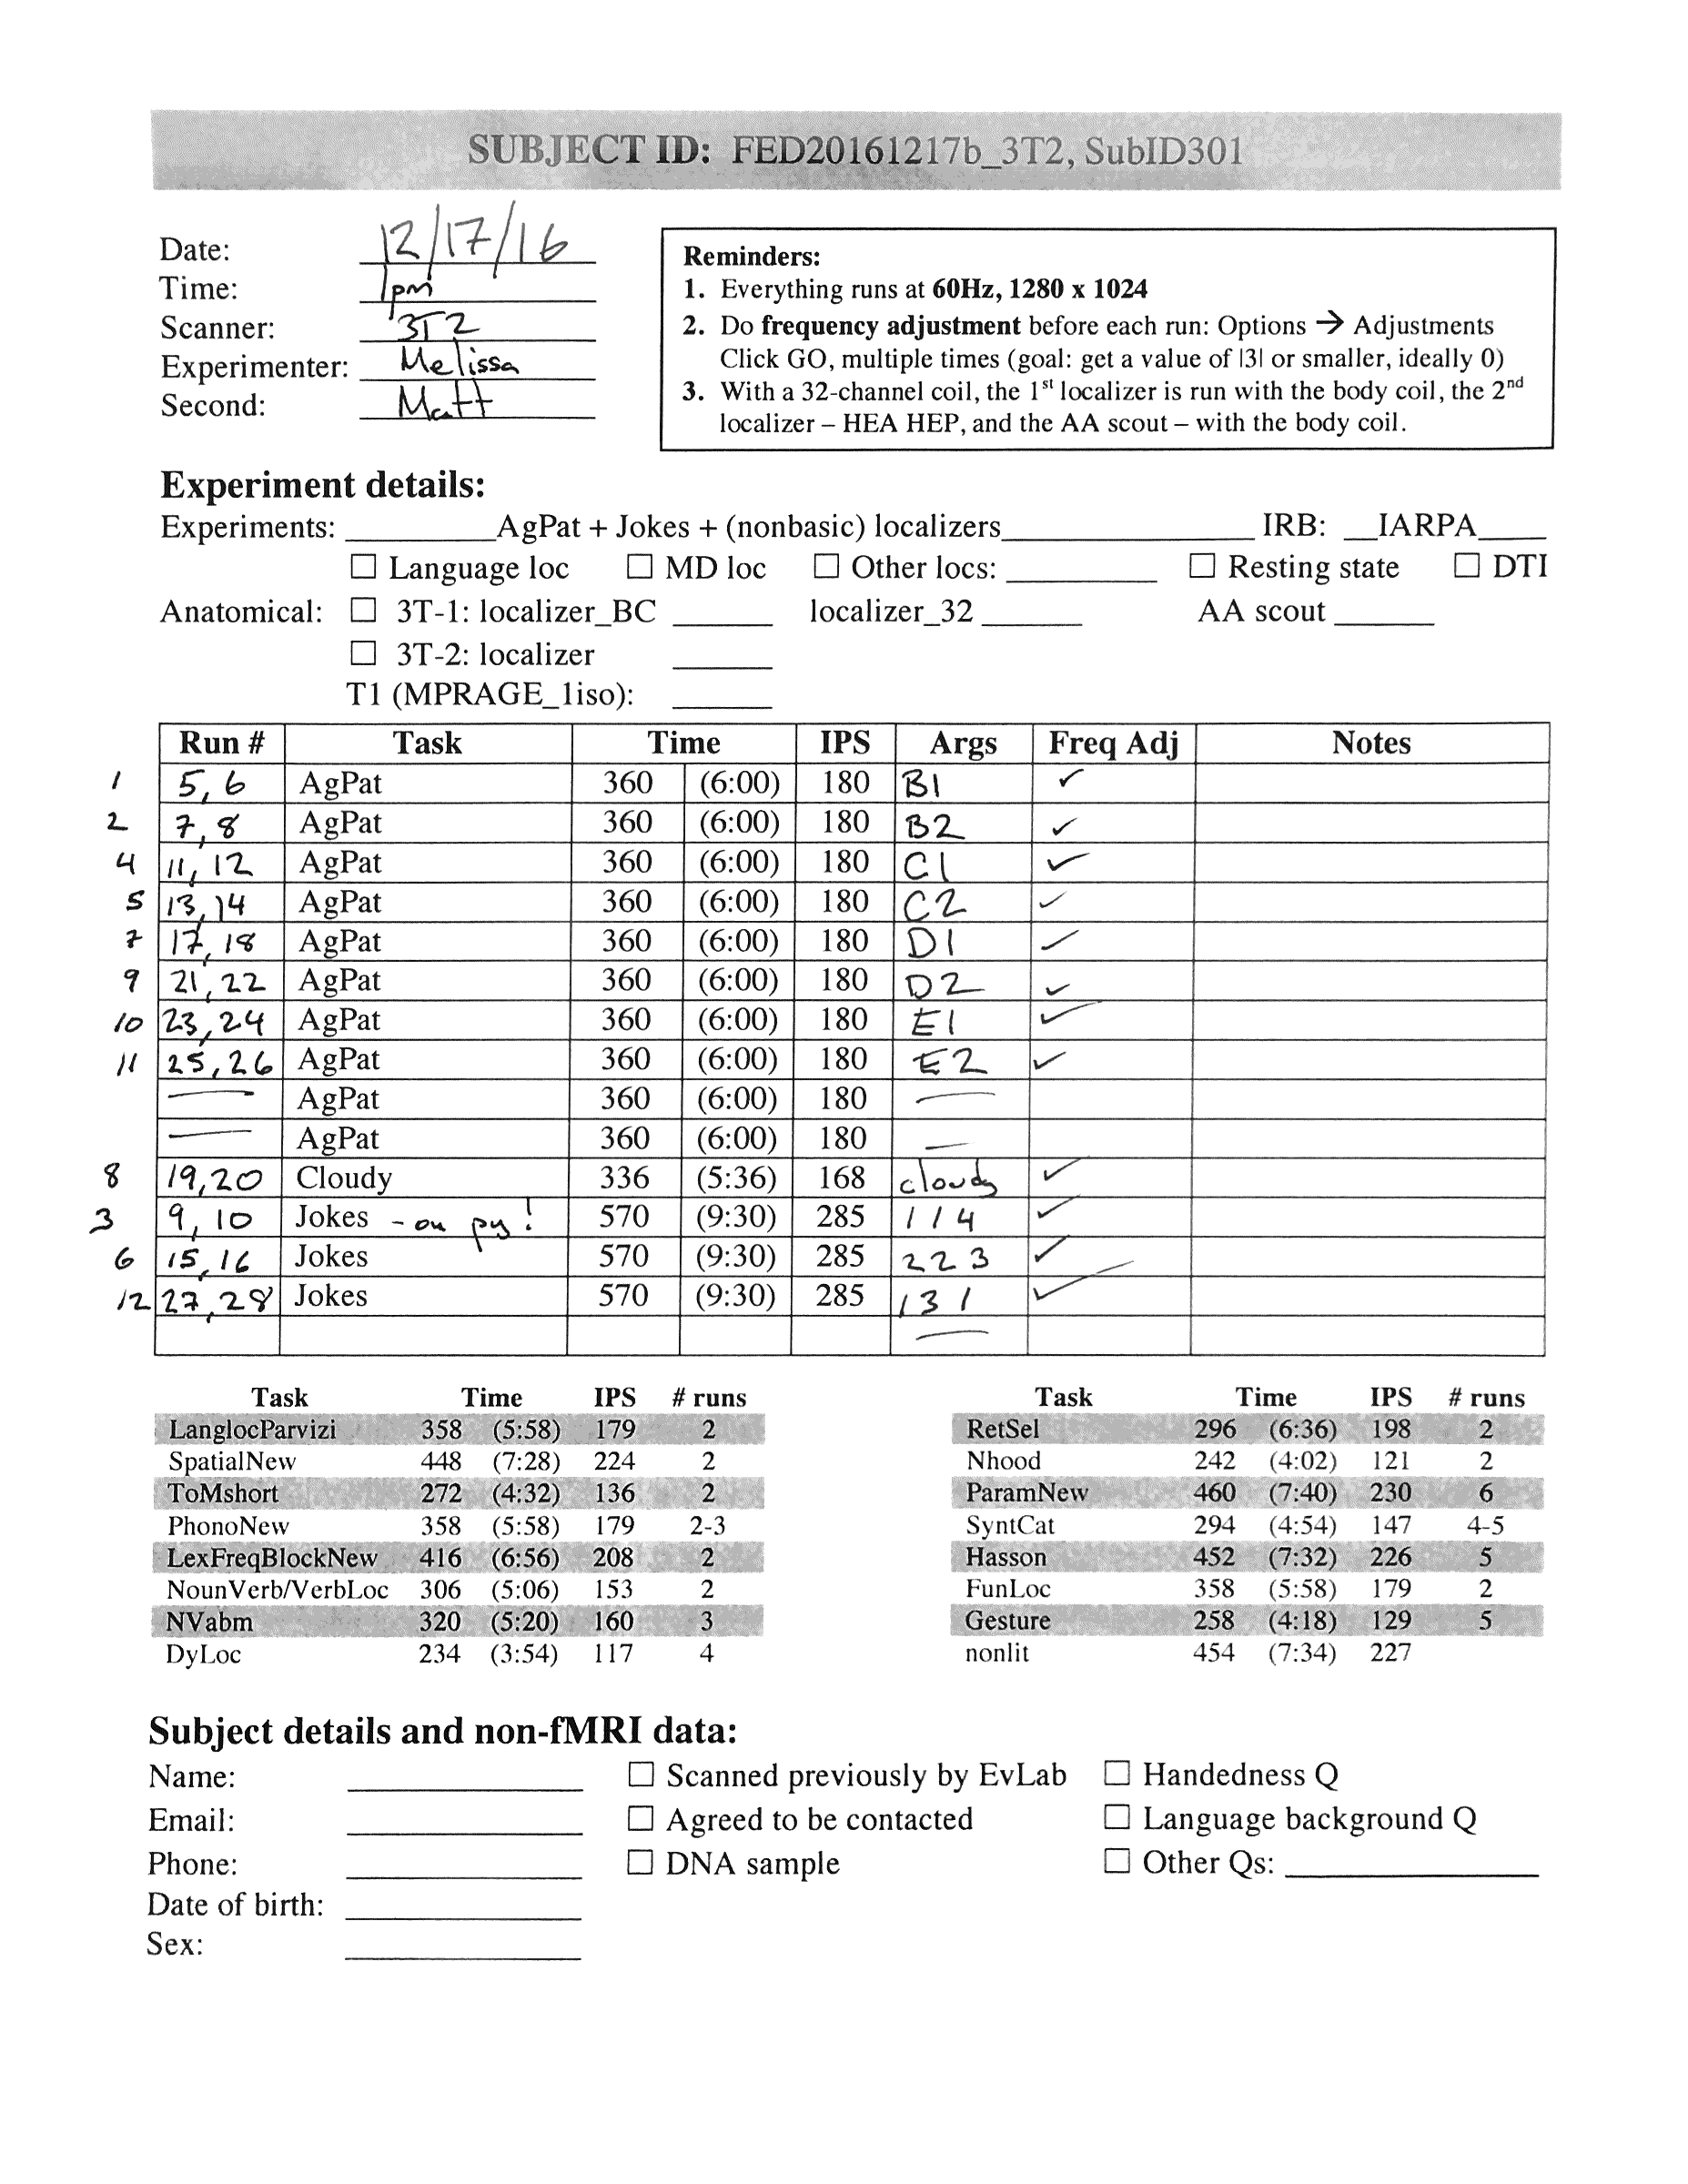 SUBJECT ID: FED20161217b_3T2, SubID301
Date: 12/17/16
Time: 1pm
Scanner: 3T2
Experimenter: Melissa
Second: Matt
Reminders:
1. Everything runs at 60Hz, 1280 x 1024
2. Do frequency adjustment before each run: Options → Adjustments
Click GO, multiple times (goal: get a value of |3| or smaller, ideally 0)
3. With a 32-channel coil, the 1st localizer is run with the body coil, the 2nd
localizer – HEA HEP, and the AA scout – with the body coil.
Experiment details:
Experiments: ________AgPat + Jokes + (nonbasic) localizers______________ IRB: __IARPA____
☐ Language loc ☐ MD loc ☐ Other locs: ________ ☐ Resting state ☐ DTI
Anatomical: ☐ 3T-1: localizer_BC ______ localizer_32 ______ AA scout ______
☐ 3T-2: localizer ______
T1 (MPRAGE_1iso): ______
Run # Task Time IPS Args Freq Adj Notes
1 5, 6 AgPat 360 (6:00) 180 B1 ✓
2 7, 8 AgPat 360 (6:00) 180 B2 ✓
4 11, 12 AgPat 360 (6:00) 180 C1 ✓
5 13, 14 AgPat 360 (6:00) 180 C2 ✓
7 17, 18 AgPat 360 (6:00) 180 D1 ✓
9 21, 22 AgPat 360 (6:00) 180 D2 ✓
10 23, 24 AgPat 360 (6:00) 180 E1 ✓
11 25, 26 AgPat 360 (6:00) 180 E2 ✓
— AgPat 360 (6:00) 180 —
— AgPat 360 (6:00) 180 —
8 19, 20 Cloudy 336 (5:36) 168 cloudy ✓
3 9, 10 Jokes - on py! 570 (9:30) 285 114 ✓
6 15, 16 Jokes 570 (9:30) 285 223 ✓
12 27, 28 Jokes 570 (9:30) 285 131 ✓
—
Task Time IPS # runs
LanglocParvizi 358 (5:58) 179 2
SpatialNew 448 (7:28) 224 2
ToMshort 272 (4:32) 136 2
PhonoNew 358 (5:58) 179 2-3
LexFreqBlockNew 416 (6:56) 208 2
NounVerb/VerbLoc 306 (5:06) 153 2
NVabm 320 (5:20) 160 3
DyLoc 234 (3:54) 117 4
Task Time IPS # runs
RetSel 296 (6:36) 198 2
Nhood 242 (4:02) 121 2
ParamNew 460 (7:40) 230 6
SyntCat 294 (4:54) 147 4-5
Hasson 452 (7:32) 226 5
FunLoc 358 (5:58) 179 2
Gesture 258 (4:18) 129 5
nonlit 454 (7:34) 227
Subject details and non-fMRI data:
Name: ____________ ☐ Scanned previously by EvLab ☐ Handedness Q
Email: ____________ ☐ Agreed to be contacted ☐ Language background Q
Phone: ____________ ☐ DNA sample ☐ Other Qs: ____________
Date of birth: ____________
Sex: ____________